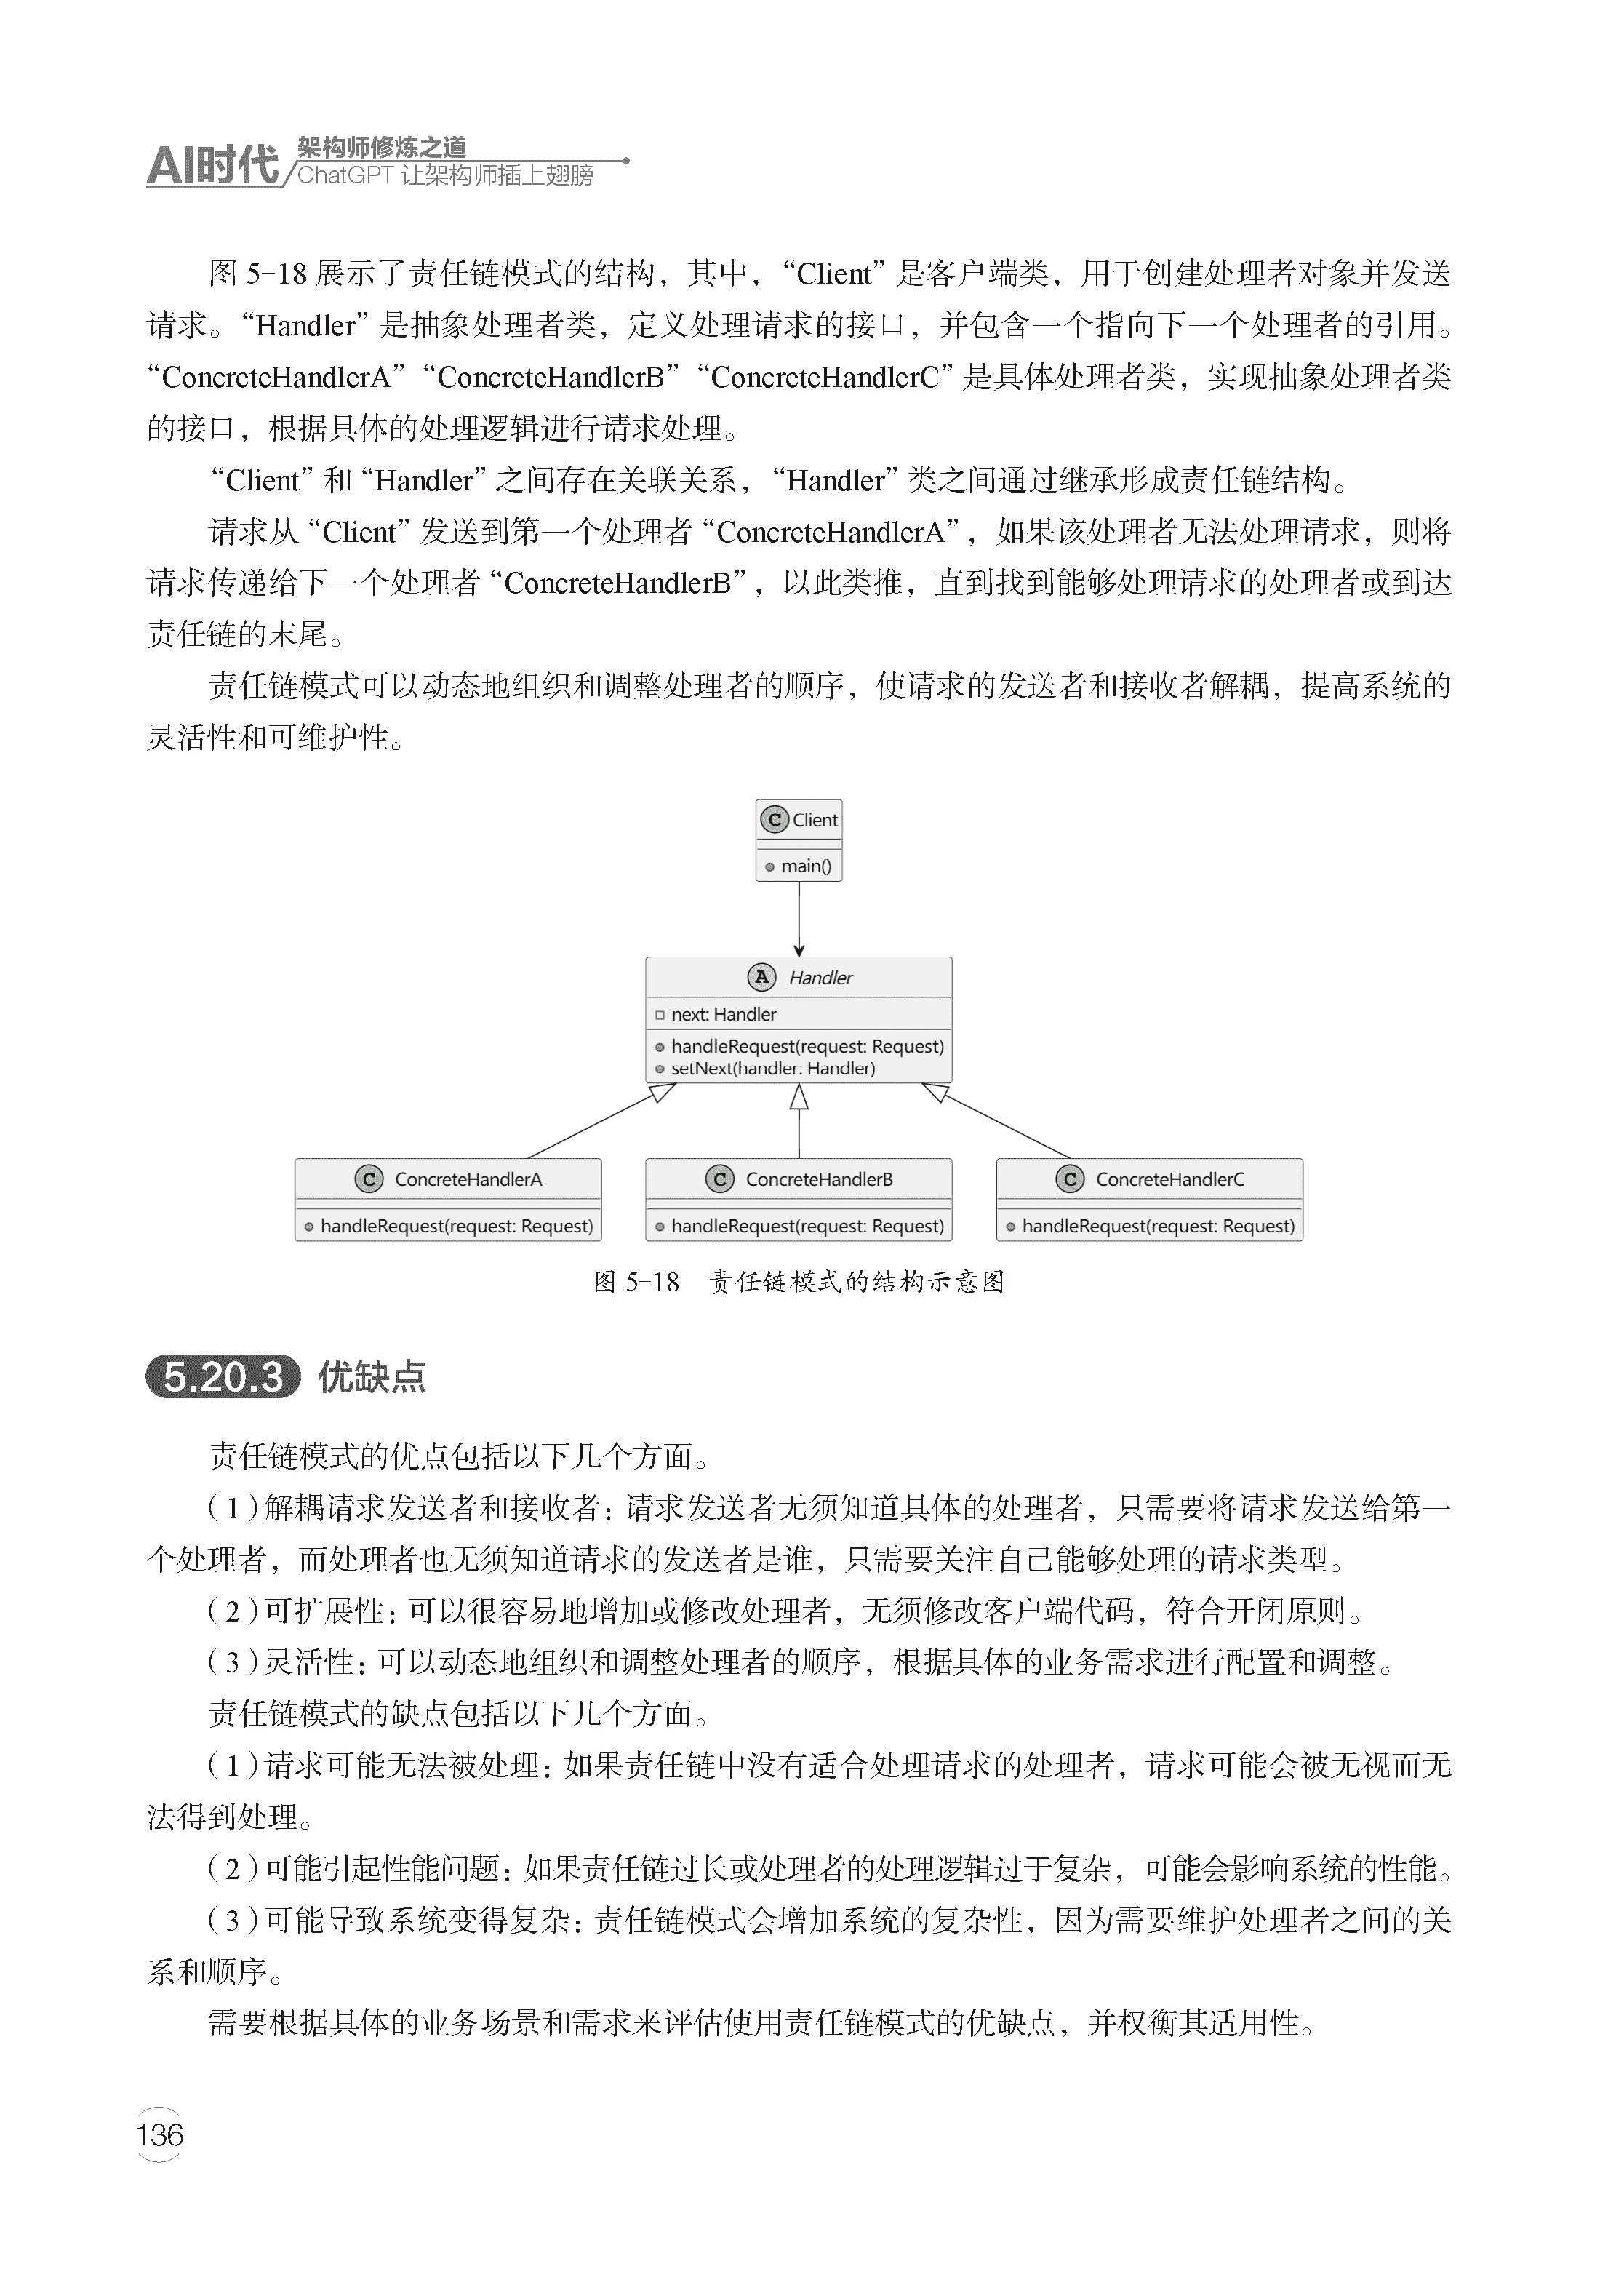 AI时代
架构师修炼之道
ChatGPT 让架构师插上翅膀
图 5-18 展示了责任链模式的结构，其中，“Client” 是客户端类，用于创建处理者对象并发送
请求。“Handler” 是抽象处理者类，定义处理请求的接口，并包含一个指向下一个处理者的引用。
“ConcreteHandlerA” “ConcreteHandlerB” “ConcreteHandlerC” 是具体处理者类，实现抽象处理者类
的接口，根据具体的处理逻辑进行请求处理。
“Client” 和 “Handler” 之间存在关联关系，“Handler” 类之间通过继承形成责任链结构。
请求从 “Client” 发送到第一个处理者 “ConcreteHandlerA”，如果该处理者无法处理请求，则将
请求传递给下一个处理者 “ConcreteHandlerB”，以此类推，直到找到能够处理请求的处理者或到达
责任链的末尾。
责任链模式可以动态地组织和调整处理者的顺序，使请求的发送者和接收者解耦，提高系统的
灵活性和可维护性。
C Client
main()
A Handler
next: Handler
handleRequest(request: Request)
setNext(handler: Handler)
C ConcreteHandlerA
handleRequest(request: Request)
C ConcreteHandlerB
handleRequest(request: Request)
C ConcreteHandlerC
handleRequest(request: Request)
图 5-18 责任链模式的结构示意图
5.20.3 优缺点
责任链模式的优点包括以下几个方面。
（1）解耦请求发送者和接收者：请求发送者无须知道具体的处理者，只需要将请求发送给第一
个处理者，而处理者也无须知道请求的发送者是谁，只需要关注自己能够处理的请求类型。
（2）可扩展性：可以很容易地增加或修改处理者，无须修改客户端代码，符合开闭原则。
（3）灵活性：可以动态地组织和调整处理者的顺序，根据具体的业务需求进行配置和调整。
责任链模式的缺点包括以下几个方面。
（1）请求可能无法被处理：如果责任链中没有适合处理请求的处理者，请求可能会被无视而无
法得到处理。
（2）可能引起性能问题：如果责任链过长或处理者的处理逻辑过于复杂，可能会影响系统的性能。
（3）可能导致系统变得复杂：责任链模式会增加系统的复杂性，因为需要维护处理者之间的关
系和顺序。
需要根据具体的业务场景和需求来评估使用责任链模式的优缺点，并权衡其适用性。
136